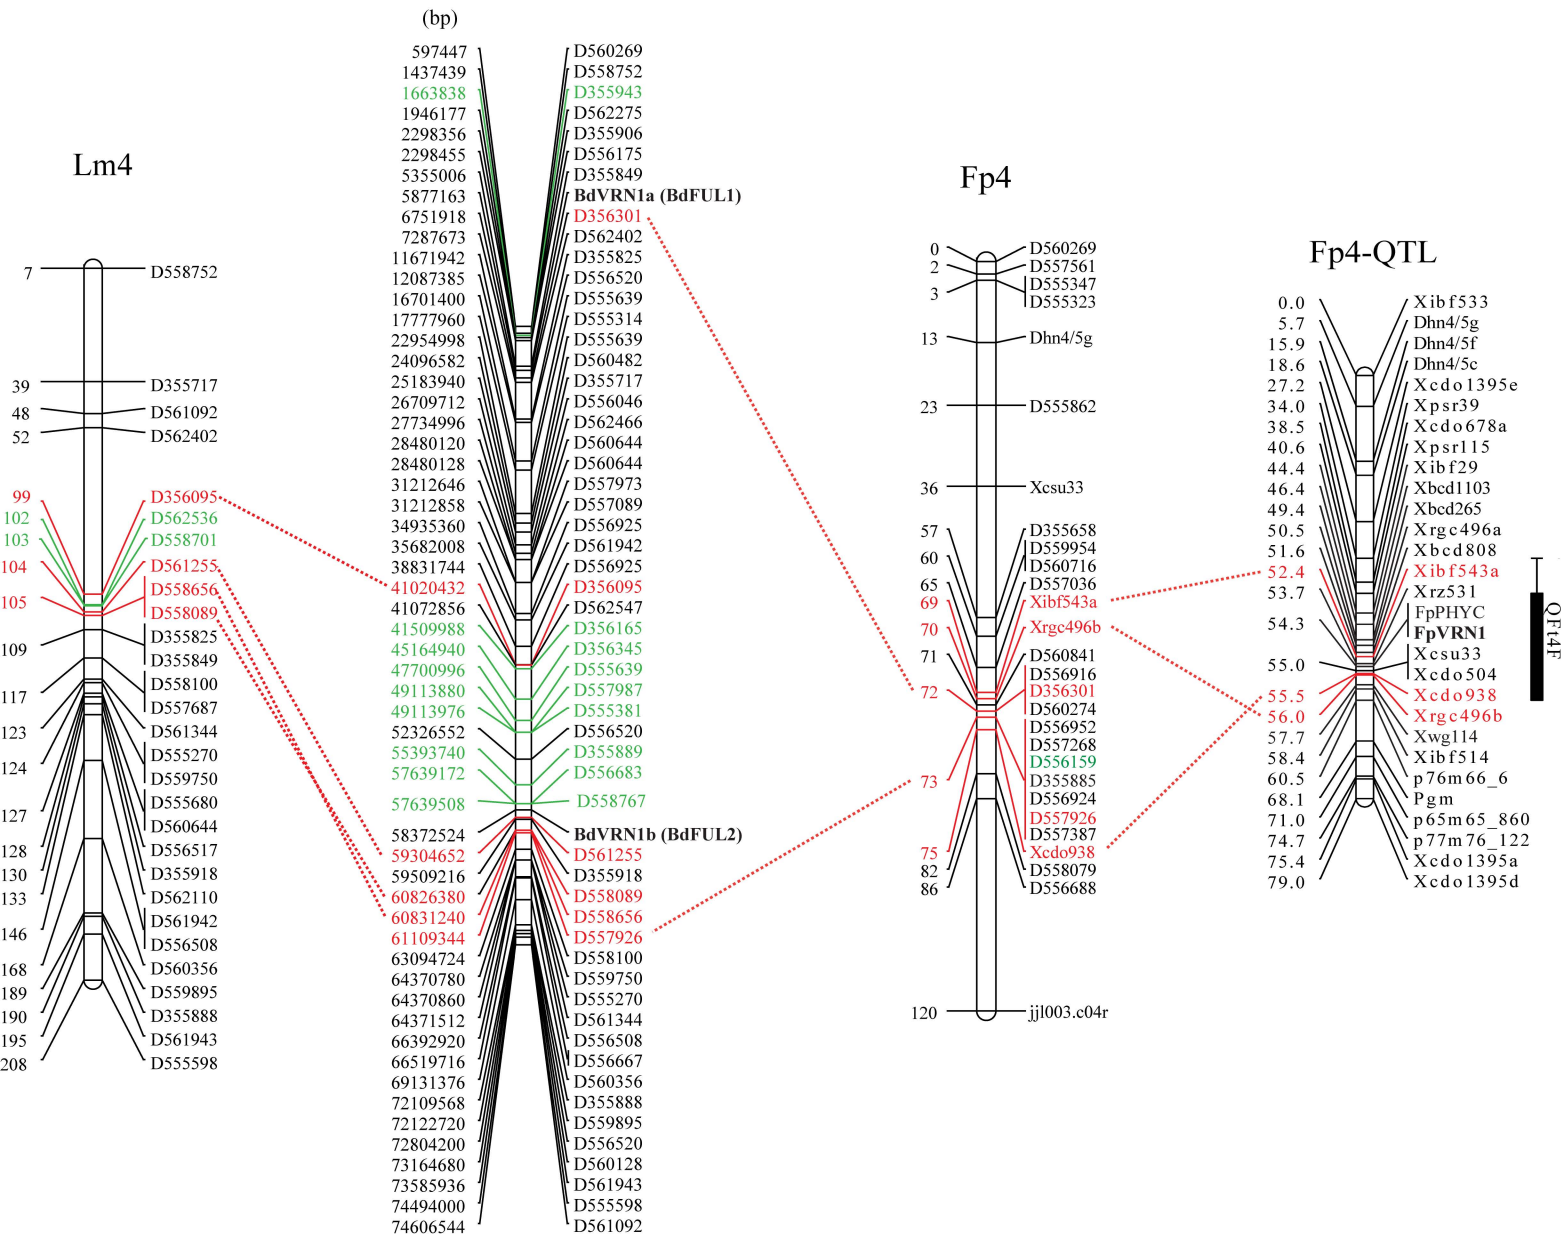 (bp)
Lm4
7 D558752
39 D355717
48 D561092
52 D562402
99 D356095
102 D562536
103 D558701
104 D561255
105 D558656
D558089
109 D355825
D355849
117 D558100
D557687
123 D561344
124 D555270
D559750
127 D555680
D560644
128 D556517
130 D355918
133 D562110
146 D561942
D556508
168 D560356
189 D559895
190 D355888
195 D561943
208 D555598
597447 D560269
1437439 D558752
1663838 D355943
1946177 D562275
2298356 D355906
2298455 D556175
5355006 D355849
5877163 BdVRN1a (BdFUL1)
6751918 D356301
7287673 D562402
11671942 D355825
12087385 D556520
16701400 D555639
17777960 D555314
22954998 D555639
24096582 D560482
25183940 D355717
26709712 D556046
27734996 D562466
28480120 D560644
28480128 D560644
31212646 D557973
31212858 D557089
34935360 D556925
35682008 D561942
38831744 D556925
41020432 D356095
41072856 D562547
41509988 D356165
45164940 D356345
47700996 D555639
49113880 D557987
49113976 D555381
52326552 D556520
55393740 D355889
57639172 D556683
57639508 D558767
58372524 BdVRN1b (BdFUL2)
59304652 D561255
59509216 D355918
60826380 D558089
60831240 D558656
61109344 D557926
63094724 D558100
64370780 D559750
64370860 D555270
64371512 D561344
66392920 D556508
66519716 D556667
69131376 D560356
72109568 D355888
72122720 D559895
72804200 D556520
73164680 D560128
73585936 D561943
74494000 D555598
74606544 D561092
Fp4
0 D560269
2 D557561
3 D555347
D555323
13 Dhn4/5g
23 D555862
36 Xcsu33
57 D355658
60 D559954
D560716
65 D557036
69 Xibf543a
70 Xrgc496b
71 D560841
72 D556916
D356301
D560274
73 D556952
D557268
D556159
D355885
D556924
D557926
D557387
75 Xcdo938
82 D558079
86 D556688
120 jjl003.c04r
Fp4-QTL
0.0 Xibf533
5.7 Dhn4/5g
15.9 Dhn4/5f
18.6 Dhn4/5c
27.2 Xcdo1395e
34.0 Xpsr39
38.5 Xcdo678a
40.6 Xpsr115
44.4 Xibf29
46.4 Xbcd1103
49.4 Xbcd265
50.5 Xrgc496a
51.6 Xbcd808
52.4 Xibf543a
53.7 Xrz531
54.3 FpPHYC
FpVRN1
55.0 Xcsu33
Xcdo504
55.5 Xcdo938
56.0 Xrgc496b
57.7 Xwg114
58.4 Xibf514
60.5 p76m66_6
68.1 Pgm
71.0 p65m65_860
74.7 p77m76_122
75.4 Xcdo1395a
79.0 Xcdo1395d
QFt4F